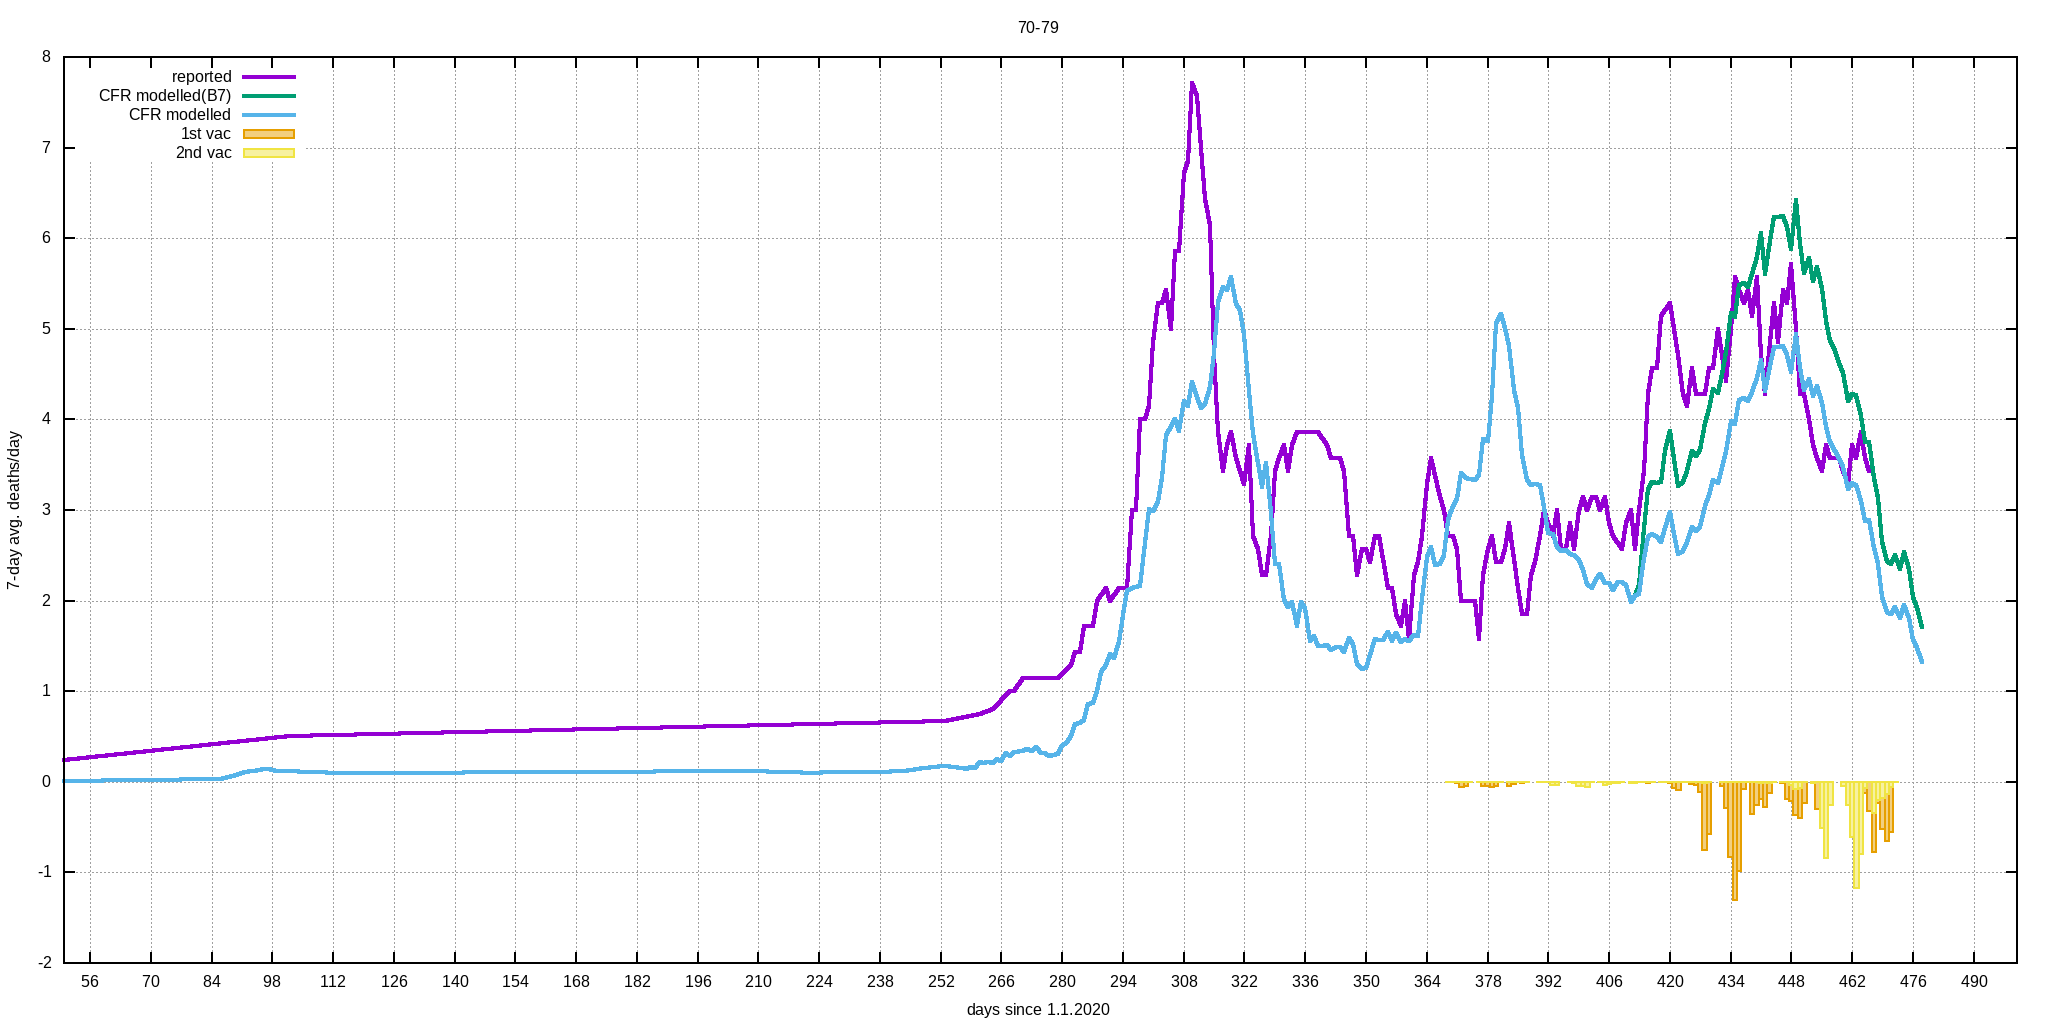 70-79
8
7
6
5
4
3
2
1
0
-1
-2
7-day avg. deaths/day
reported
CFR modelled(B7)
CFR modelled
1st vac
2nd vac
56 70 84 98 112 126 140 154 168 182 196 210 224 238 252 266 280 294 308 322 336 350 364 378 392 406 420 434 448 462 476 490
days since 1.1.2020